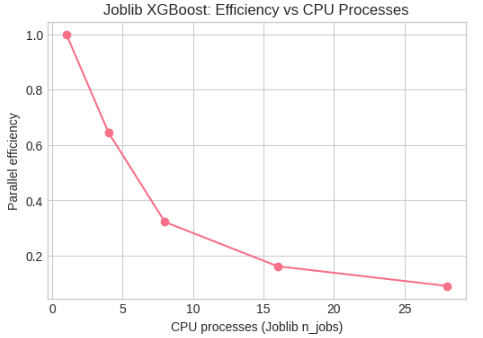 Joblib XGBoost: Efficiency vs CPU Processes
1.0
0.8
0.6
0.4
0.2
Parallel efficiency
0 5 10 15 20 25
CPU processes (Joblib n_jobs)